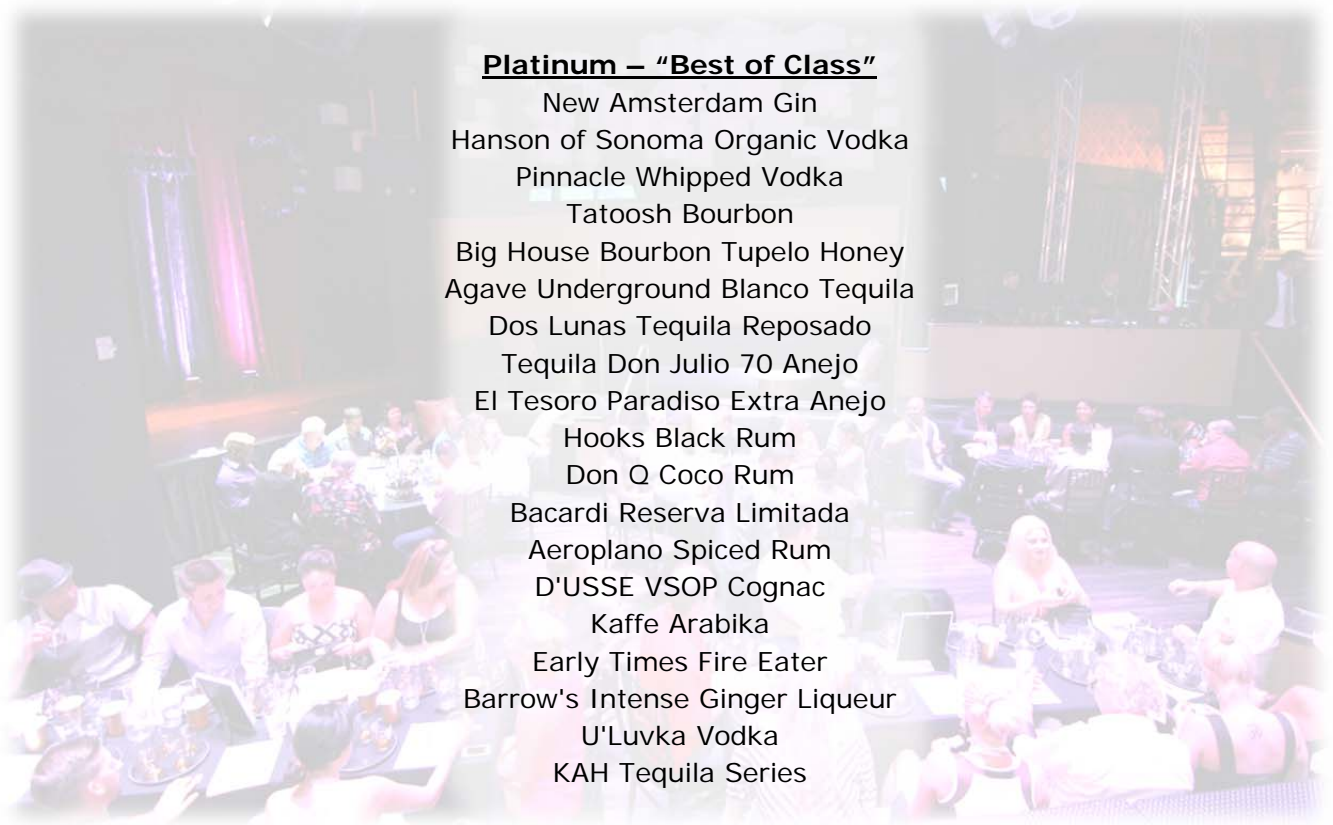 Platinum – “Best of Class”
New Amsterdam Gin
Hanson of Sonoma Organic Vodka
Pinnacle Whipped Vodka
Tatoosh Bourbon
Big House Bourbon Tupelo Honey
Agave Underground Blanco Tequila
Dos Lunas Tequila Reposado
Tequila Don Julio 70 Anejo
El Tesoro Paradiso Extra Anejo
Hooks Black Rum
Don Q Coco Rum
Bacardi Reserva Limitada
Aeroplano Spiced Rum
D'USSE VSOP Cognac
Kaffe Arabika
Early Times Fire Eater
Barrow's Intense Ginger Liqueur
U'Luvka Vodka
KAH Tequila Series